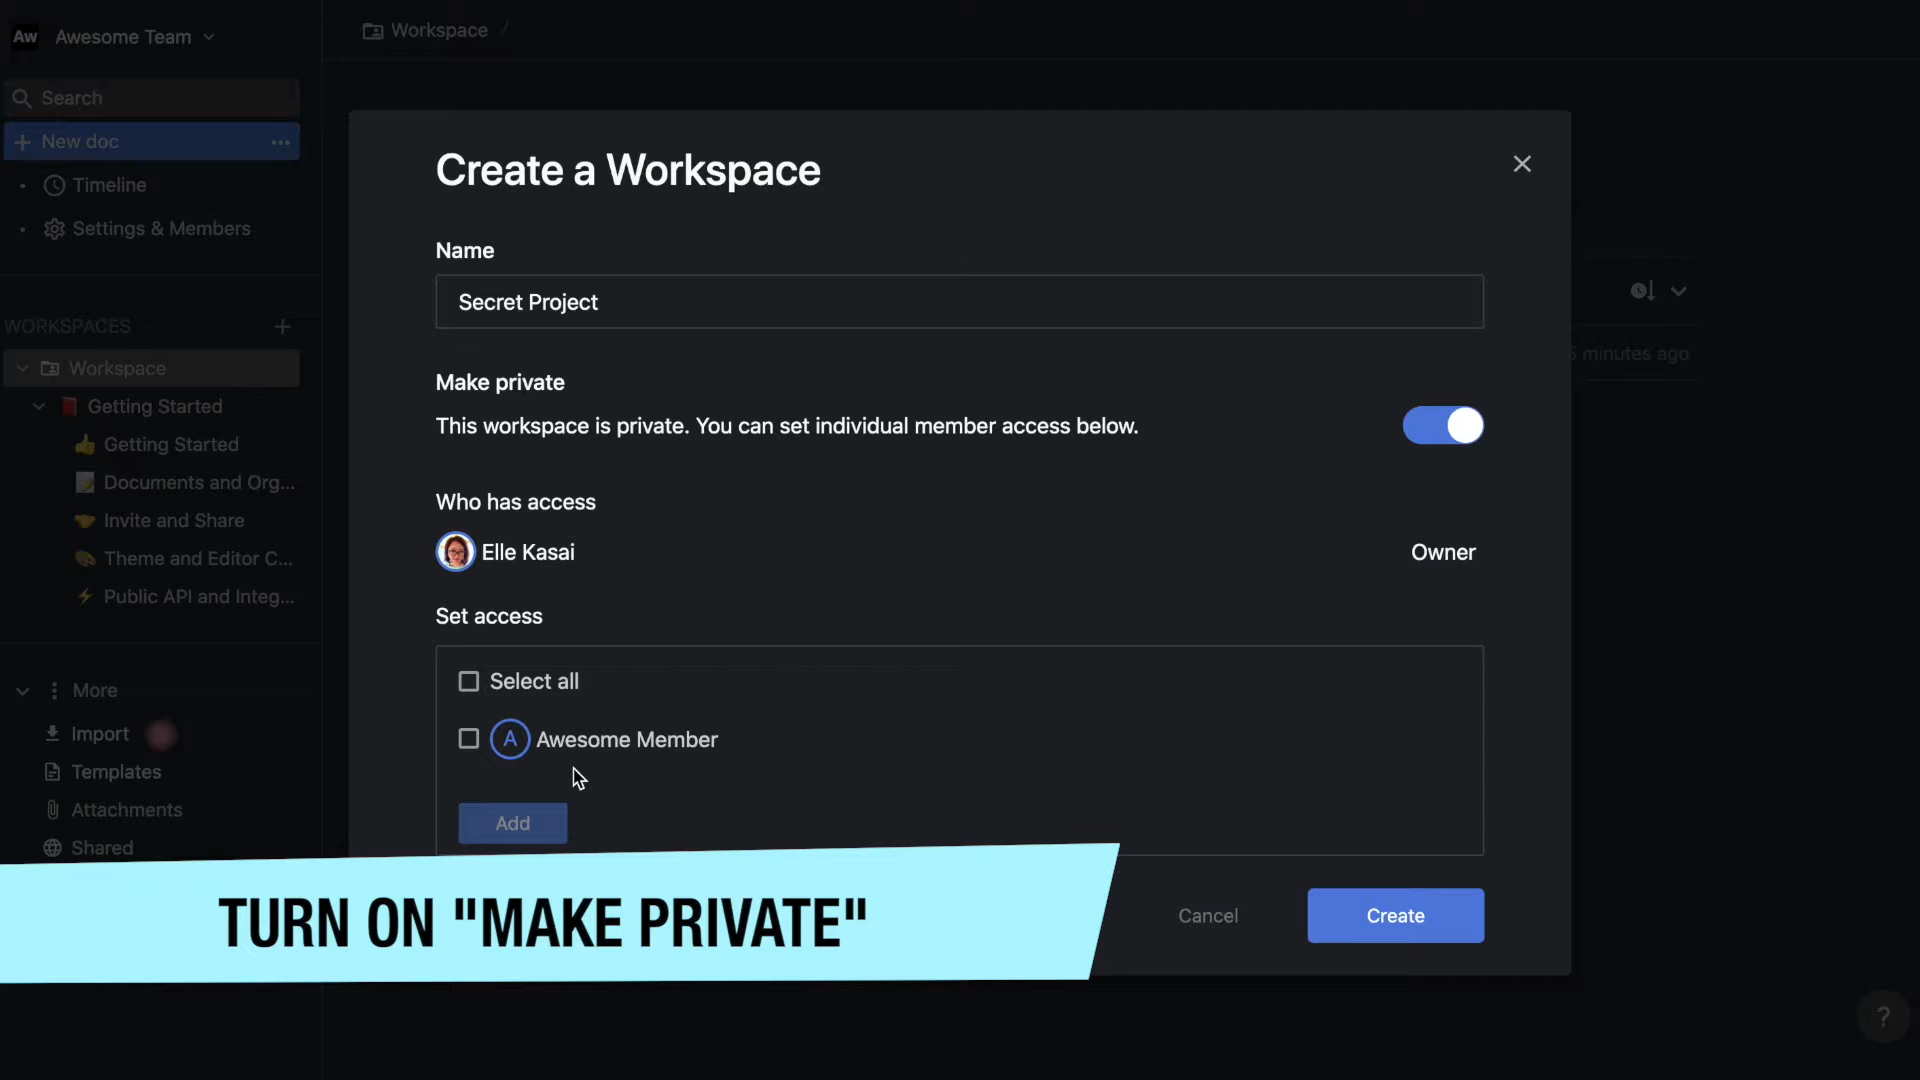 Aw Awesome Team
Search
New doc
Timeline
Settings & Members
WORKSPACES
Workspace
Getting Started
Getting Started
Documents and Org...
Invite and Share
Theme and Editor C...
Public API and Integ...
More
Import
Templates
Attachments
Shared
Workspace /
Create a Workspace
Name
Secret Project
Make private
This workspace is private. You can set individual member access below.
Who has access
Elle Kasai Owner
Set access
Select all
A Awesome Member
Add
Cancel Create
minutes ago
TURN ON "MAKE PRIVATE"
?